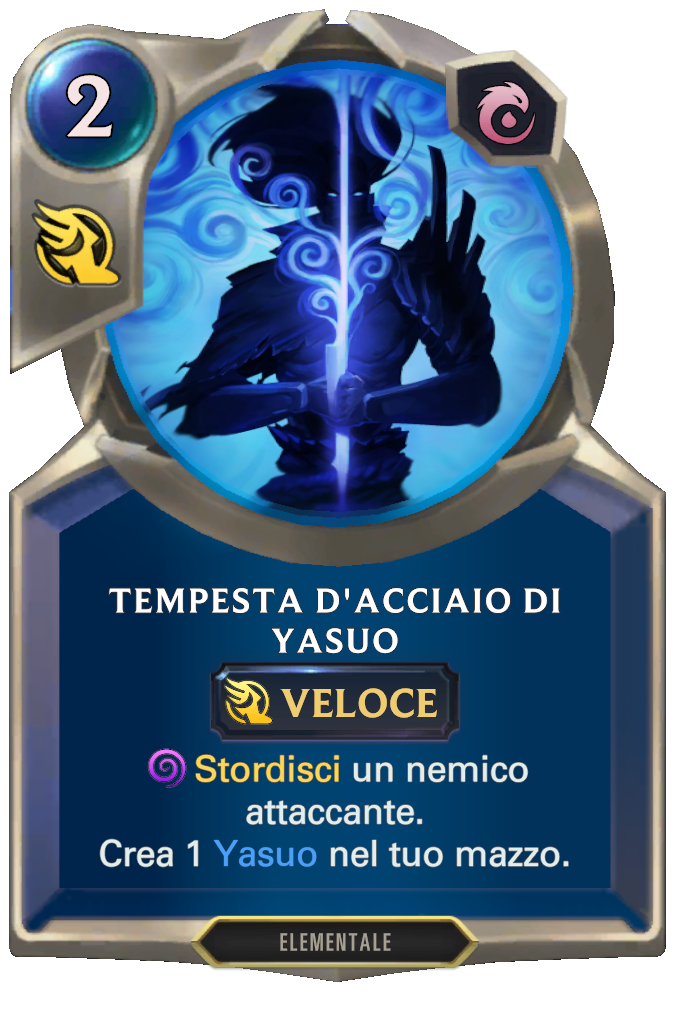 2
TEMPESTA D'ACCIAIO DI
YASUO
VELOCE
Stordisci un nemico
attaccante.
Crea 1 Yasuo nel tuo mazzo.
ELEMENTALE